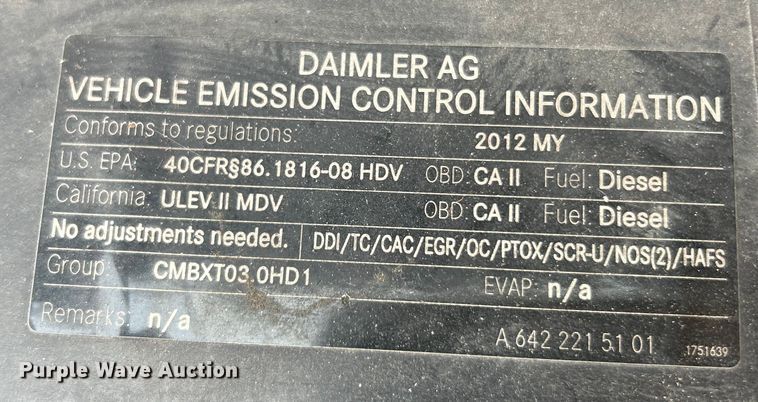 DAIMLER AG
VEHICLE EMISSION CONTROL INFORMATION
Conforms to regulations: 2012 MY
U.S. EPA: 40CFR§86.1816-08 HDV OBD: CA II Fuel: Diesel
California: ULEV II MDV OBD: CA II Fuel: Diesel
No adjustments needed. DDI/TC/CAC/EGR/OC/PTOX/SCR-U/NOS(2)/HAFS
Group: CMBXT03.0HD1 EVAP: n/a
Remarks: n/a A 642 221 51 01 1751639
Purple Wave Auction